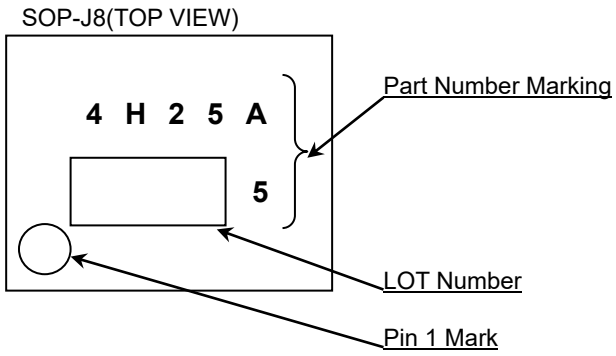 SOP-J8(TOP VIEW)
Part Number Marking
4 H 2 5 A
5
LOT Number
Pin 1 Mark